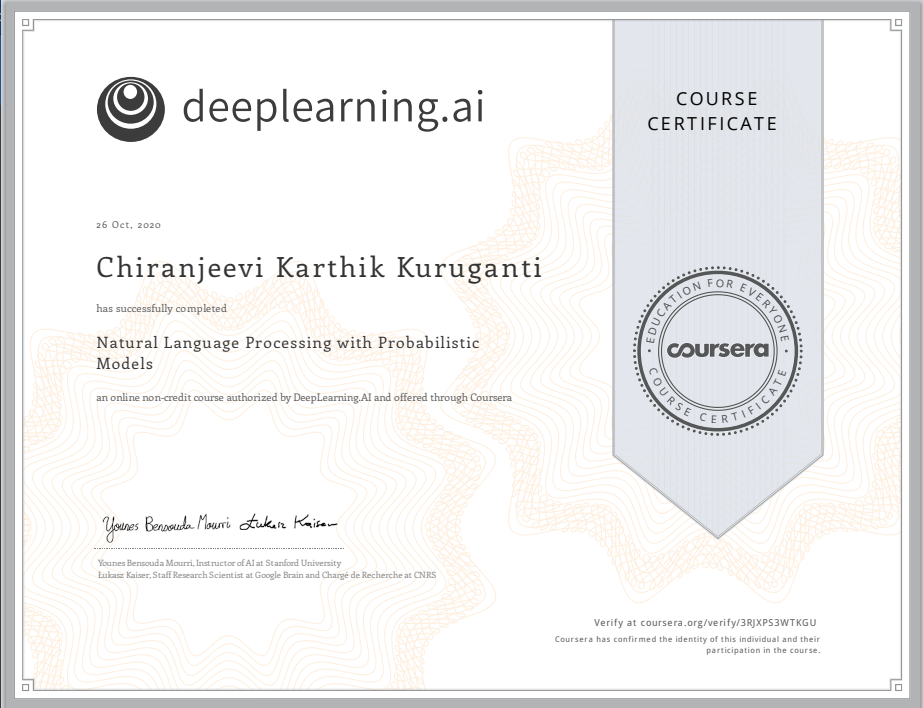 deeplearning.ai
COURSE
CERTIFICATE
26 Oct, 2020
Chiranjeevi Karthik Kuruganti
has successfully completed
Natural Language Processing with Probabilistic
Models
an online non-credit course authorized by DeepLearning.AI and offered through Coursera
EDUCATION FOR EVERYONE
coursera
COURSE CERTIFICATE
Younes Bensouda Mourri Łukasz Kaiser
Younes Bensouda Mourri, Instructor of AI at Stanford University
Łukasz Kaiser, Staff Research Scientist at Google Brain and Chargé de Recherche at CNRS
Verify at coursera.org/verify/3RJXPS3WTKGU
Coursera has confirmed the identity of this individual and their
participation in the course.